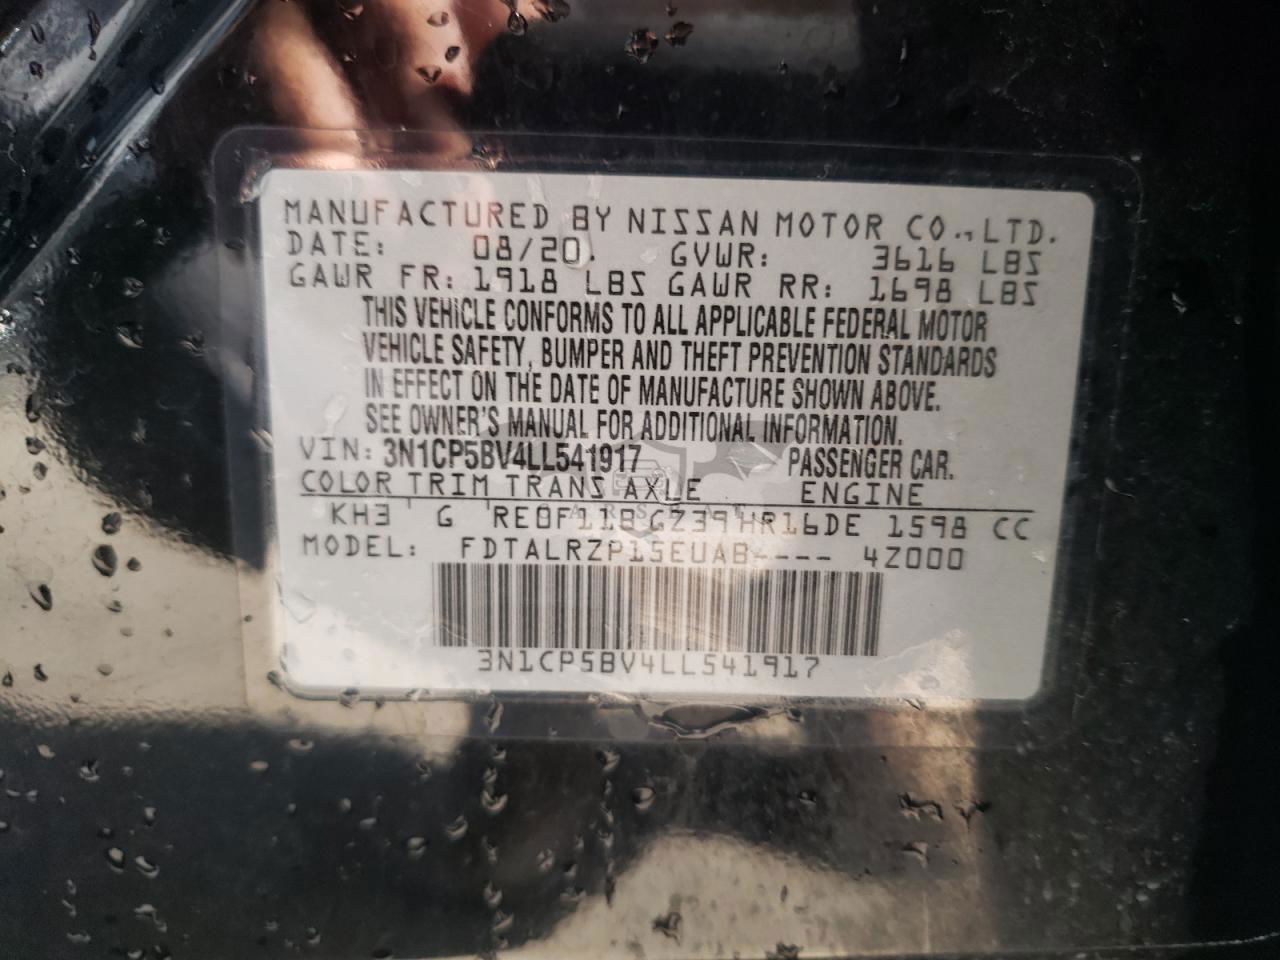 MANUFACTURED BY NISSAN MOTOR CO.,LTD.
DATE: 08/20. GVWR: 3616 LBS
GAWR FR: 1918 LBS GAWR RR: 1698 LBS
THIS VEHICLE CONFORMS TO ALL APPLICABLE FEDERAL MOTOR
VEHICLE SAFETY, BUMPER AND THEFT PREVENTION STANDARDS
IN EFFECT ON THE DATE OF MANUFACTURE SHOWN ABOVE.
SEE OWNER'S MANUAL FOR ADDITIONAL INFORMATION.
VIN: 3N1CP5BV4LL541917 PASSENGER CAR.
COLOR TRIM TRANS AXLE ENGINE
KH3 G RE0F11B GZ39 HR16DE 1598 CC
MODEL: FDTALRZP15EUAB---- 4Z000
3N1CP5BV4LL541917